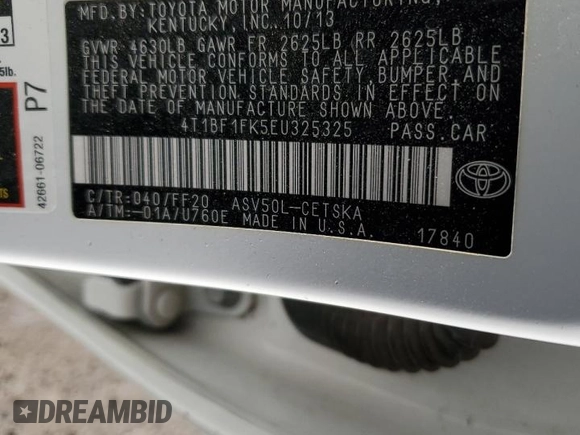 MFD. BY: TOYOTA MOTOR MANUFACTURING,
KENTUCKY, INC. 10/13
GVWR 4630LB GAWR FR 2625LB RR 2625LB
THIS VEHICLE CONFORMS TO ALL APPLICABLE
FEDERAL MOTOR VEHICLE SAFETY, BUMPER, AND
THEFT PREVENTION STANDARDS IN EFFECT ON
THE DATE OF MANUFACTURE SHOWN ABOVE.
4T1BF1FK5EU325325 PASS.CAR
C/TR:040/FF20 ASV50L-CETSKA
A/TM:-01A/U760E MADE IN U.S.A.
17840
P7
42661-06722
3
5lb.
TS
DREAMBID